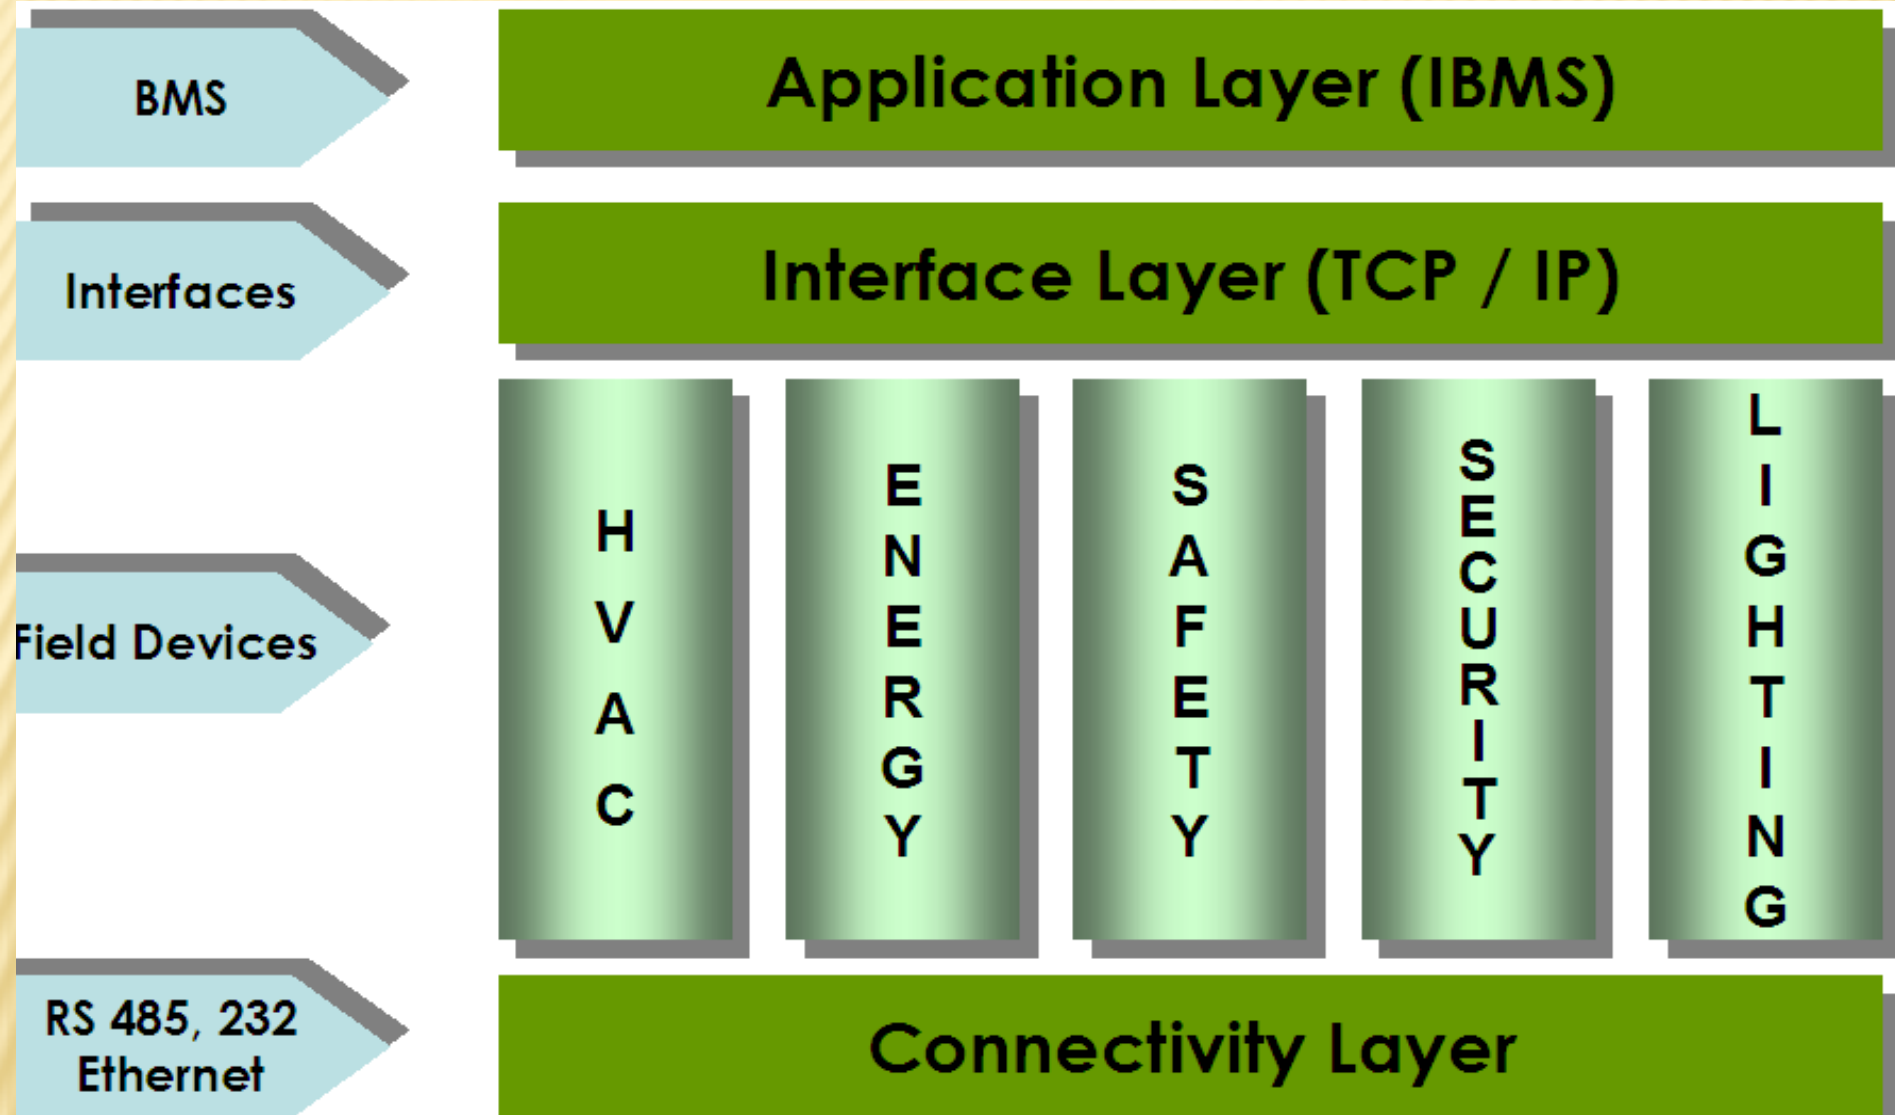 BMS
Application Layer (IBMS)
Interfaces
Interface Layer (TCP / IP)
Field Devices
HVAC
ENERGY
SAFETY
SECURITY
LIGHTING
RS 485, 232
Ethernet
Connectivity Layer